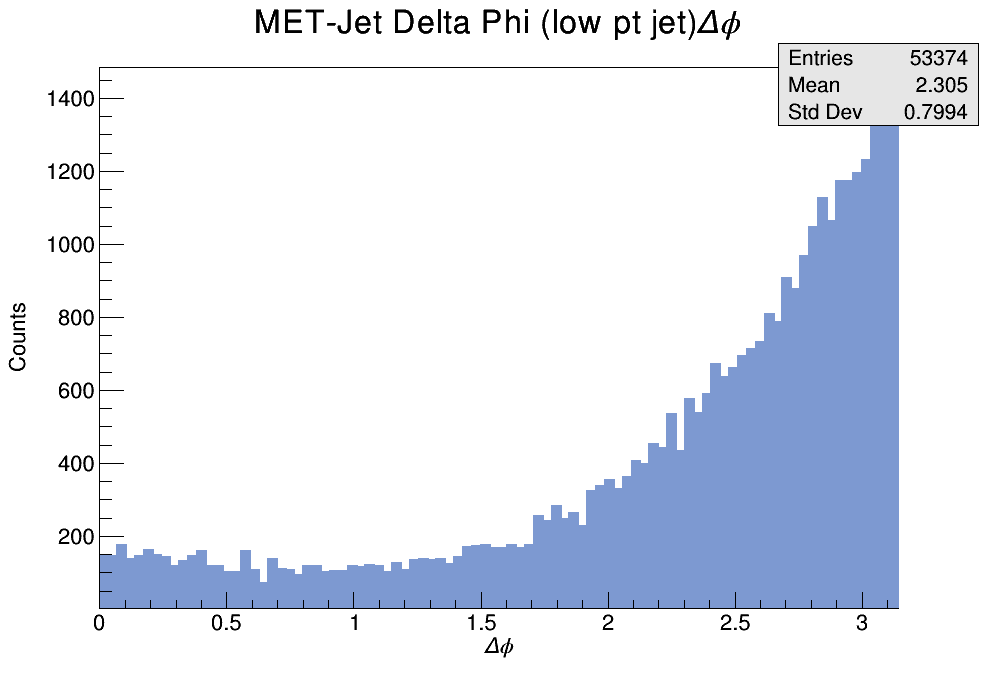 MET-Jet Delta Phi (low pt jet)Δϕ
Entries 53374
Mean 2.305
Std Dev 0.7994
1400
1200
1000
800
600
400
200
Counts
0 0.5 1 1.5 2 2.5 3
Δϕ